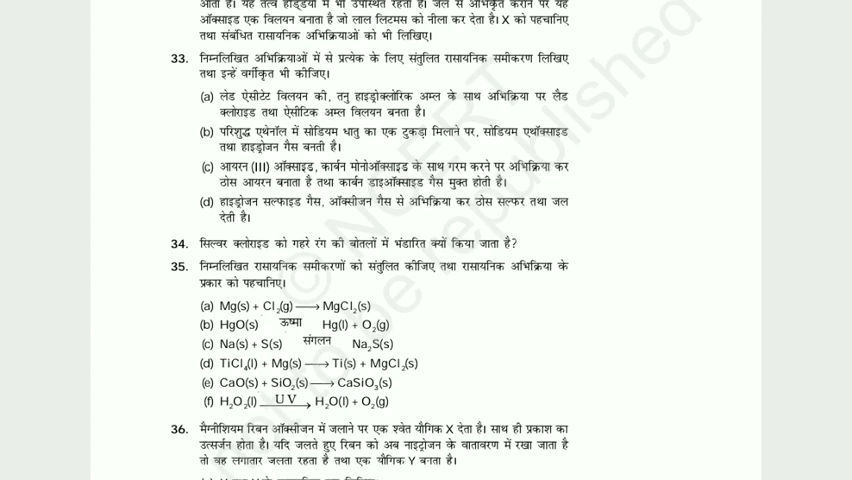 आता है। यह तत्व हड्डियों में भी उपस्थित रहता है। जल से अभिकृत कराने पर यह
ऑक्साइड एक विलयन बनाता है जो लाल लिटमस को नीला कर देता है। X को पहचानिए
तथा संबंधित रासायनिक अभिक्रियाओं को भी लिखिए।
33. निम्नलिखित अभिक्रियाओं में से प्रत्येक के लिए संतुलित रासायनिक समीकरण लिखिए
तथा इन्हें वर्गीकृत भी कीजिए।
(a) लेड ऐसीटेट विलयन की, तनु हाइड्रोक्लोरिक अम्ल के साथ अभिक्रिया पर लैड
क्लोराइड तथा ऐसीटिक अम्ल विलयन बनता है।
(b) परिशुद्ध एथेनॉल में सोडियम धातु का एक टुकड़ा मिलाने पर, सोडियम एथॉक्साइड
तथा हाइड्रोजन गैस बनती है।
(c) आयरन (III) ऑक्साइड, कार्बन मोनोऑक्साइड के साथ गरम करने पर अभिक्रिया कर
ठोस आयरन बनाता है तथा कार्बन डाइऑक्साइड गैस मुक्त होती है।
(d) हाइड्रोजन सल्फाइड गैस, ऑक्सीजन गैस से अभिक्रिया कर ठोस सल्फर तथा जल
देती है।
34. सिल्वर क्लोराइड को गहरे रंग की बोतलों में भंडारित क्यों किया जाता है?
35. निम्नलिखित रासायनिक समीकरणों को संतुलित कीजिए तथा रासायनिक अभिक्रिया के
प्रकार को पहचानिए।
(a) Mg(s) + Cl₂(g) ⟶ MgCl₂(s)
(b) HgO(s) ऊष्मा Hg(l) + O₂(g)
(c) Na(s) + S(s) संगलन Na₂S(s)
(d) TiCl₄(l) + Mg(s) ⟶ Ti(s) + MgCl₂(s)
(e) CaO(s) + SiO₂(s) ⟶ CaSiO₃(s)
(f) H₂O₂(l) UV⟶ H₂O(l) + O₂(g)
36. मैग्नीशियम रिबन ऑक्सीजन में जलाने पर एक श्वेत यौगिक X देता है। साथ ही प्रकाश का
उत्सर्जन होता है। यदि जलते हुए रिबन को अब नाइट्रोजन के वातावरण में रखा जाता है
तो वह लगातार जलता रहता है तथा एक यौगिक Y बनता है।
© NCERT
not to be republished